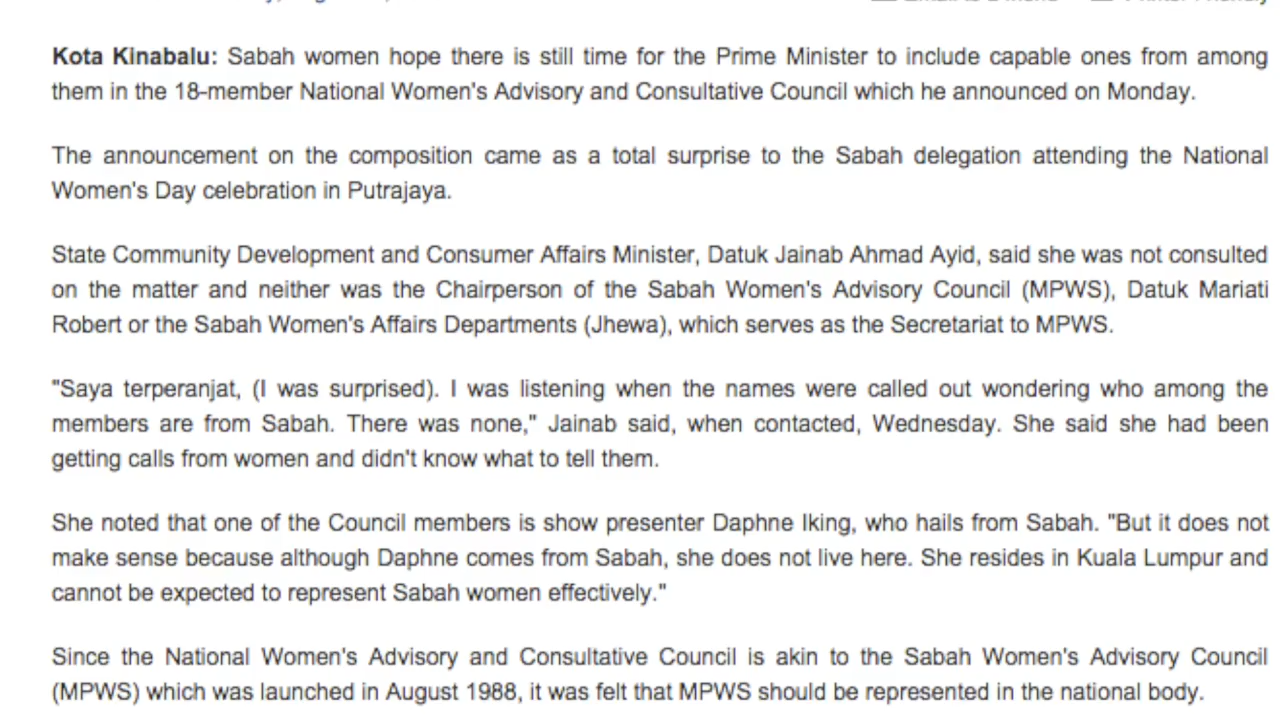 Kota Kinabalu: Sabah women hope there is still time for the Prime Minister to include capable ones from among
them in the 18-member National Women's Advisory and Consultative Council which he announced on Monday.
The announcement on the composition came as a total surprise to the Sabah delegation attending the National
Women's Day celebration in Putrajaya.
State Community Development and Consumer Affairs Minister, Datuk Jainab Ahmad Ayid, said she was not consulted
on the matter and neither was the Chairperson of the Sabah Women's Advisory Council (MPWS), Datuk Mariati
Robert or the Sabah Women's Affairs Departments (Jhewa), which serves as the Secretariat to MPWS.
"Saya terperanjat, (I was surprised). I was listening when the names were called out wondering who among the
members are from Sabah. There was none," Jainab said, when contacted, Wednesday. She said she had been
getting calls from women and didn't know what to tell them.
She noted that one of the Council members is show presenter Daphne Iking, who hails from Sabah. "But it does not
make sense because although Daphne comes from Sabah, she does not live here. She resides in Kuala Lumpur and
cannot be expected to represent Sabah women effectively."
Since the National Women's Advisory and Consultative Council is akin to the Sabah Women's Advisory Council
(MPWS) which was launched in August 1988, it was felt that MPWS should be represented in the national body.